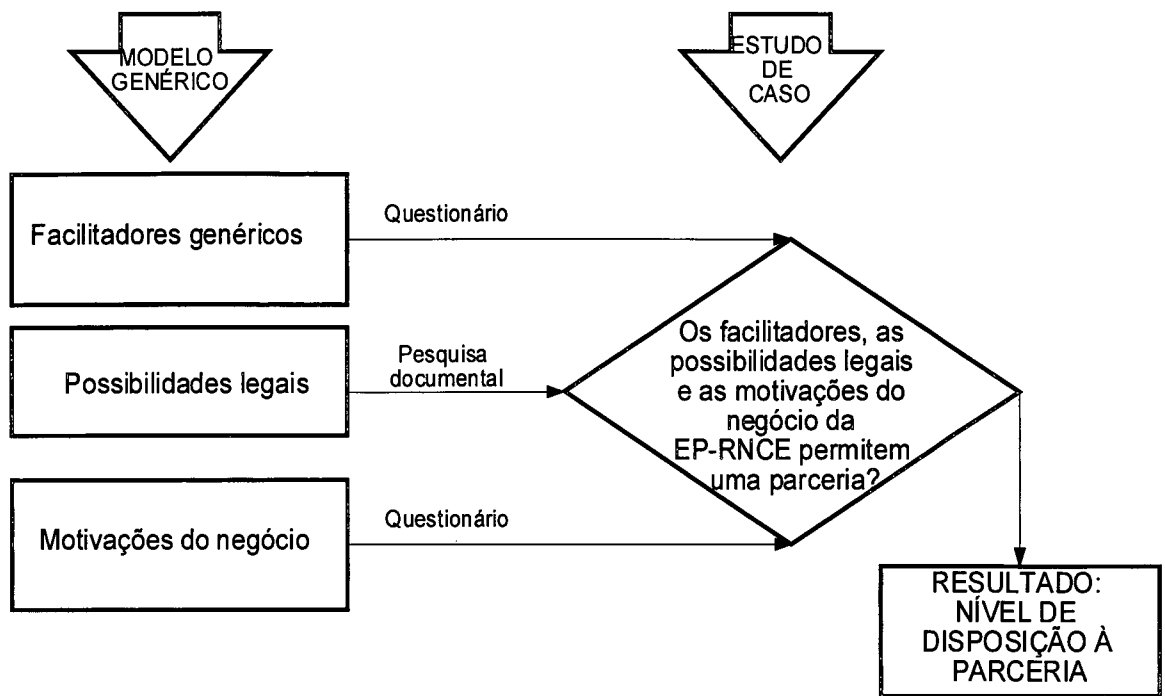 MODELO
GENÉRICO
ESTUDO
DE
CASO
Facilitadores genéricos
Questionário
Possibilidades legais
Pesquisa
documental
Os facilitadores, as
possibilidades legais
e as motivações do
negócio da
EP-RNCE permitem
uma parceria?
Motivações do negócio
Questionário
RESULTADO:
NÍVEL DE
DISPOSIÇÃO À
PARCERIA